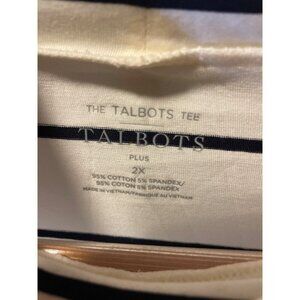 THE TALBOTS TEE
TALBOTS
PLUS
2X
95% COTTON 5% SPANDEX/
95% COTON 5% SPANDEX
MADE IN VIETNAM/FABRIQUÉ AU VIETNAM